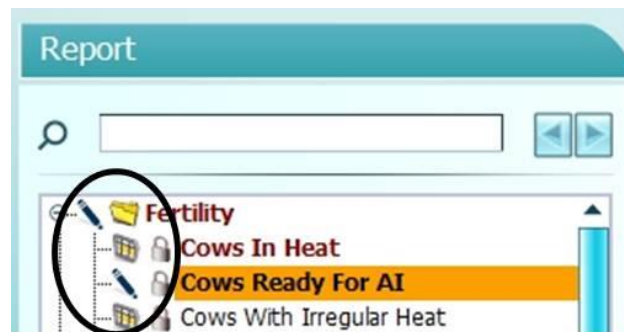 Report
Fertility
Cows In Heat
Cows Ready For AI
Cows With Irregular Heat